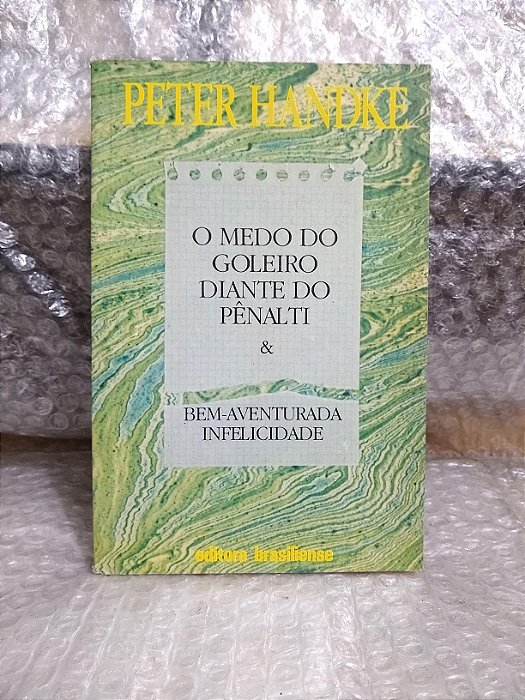 PETER HANDKE
O MEDO DO
GOLEIRO
DIANTE DO
PÊNALTI
&
BEM-AVENTURADA
INFELICIDADE
editora brasiliense